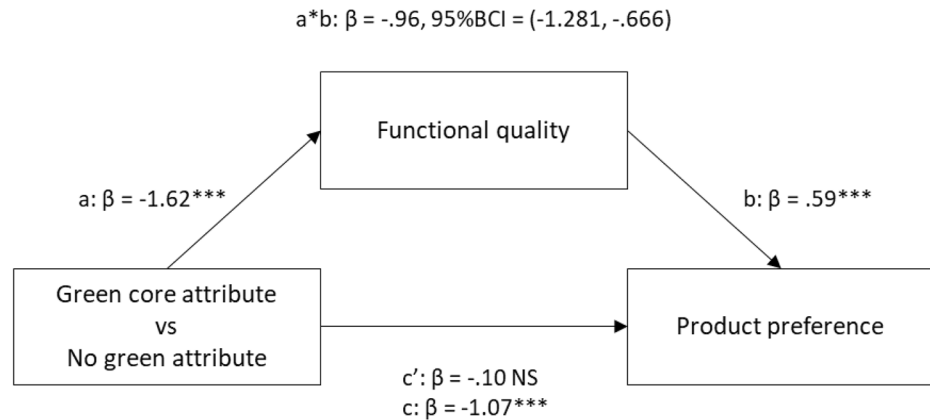 a*b: β = -.96, 95%BCI = (-1.281, -.666)
Functional quality
a: β = -1.62***
b: β = .59***
Green core attribute
vs
No green attribute
Product preference
c’: β = -.10 NS
c: β = -1.07***